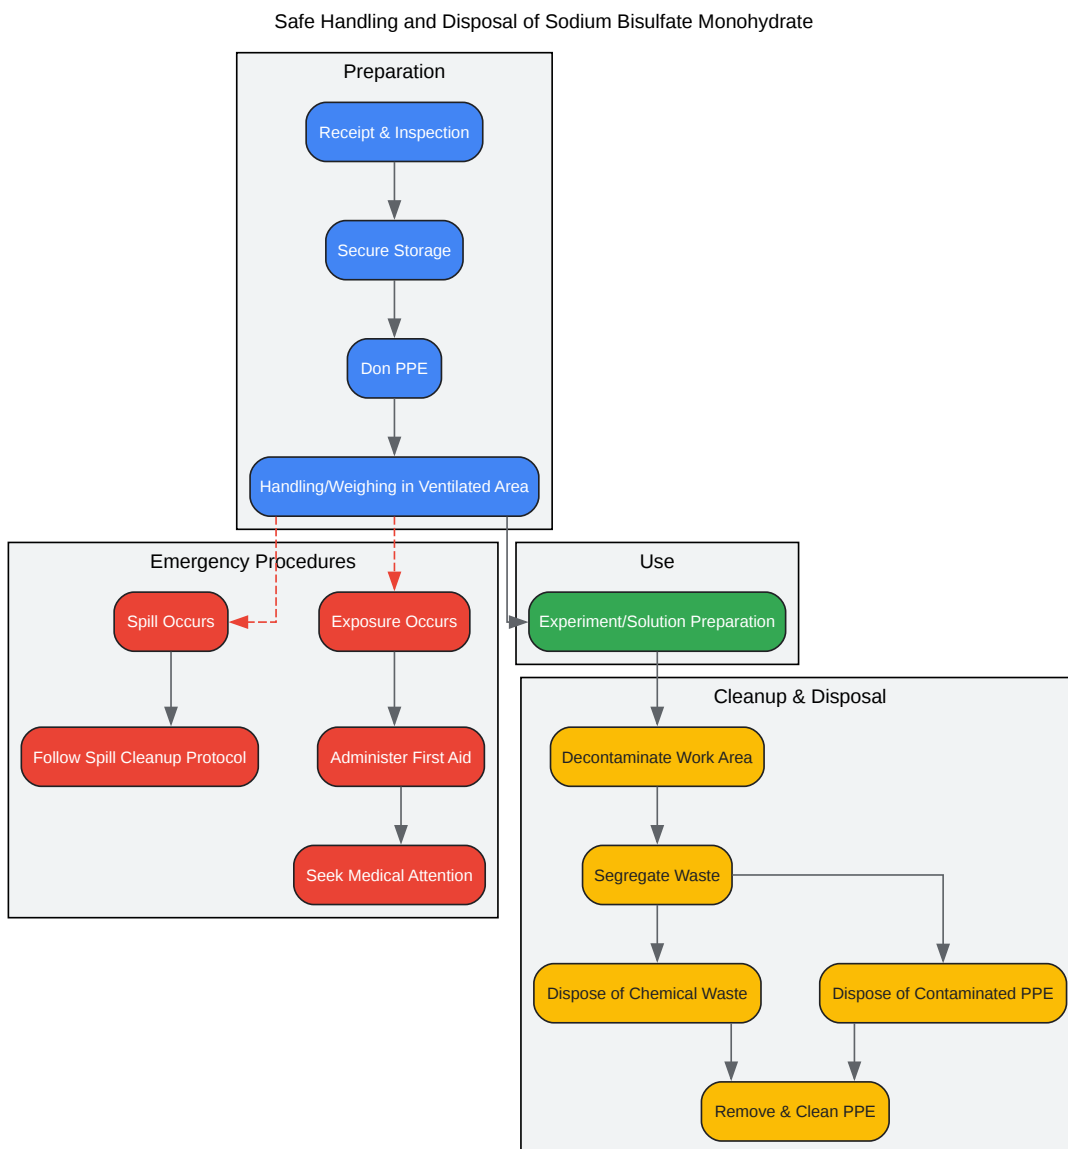 Safe Handling and Disposal of Sodium Bisulfate Monohydrate
Preparation
Receipt & Inspection
Secure Storage
Don PPE
Handling/Weighing in Ventilated Area
Emergency Procedures
Spill Occurs
Exposure Occurs
Follow Spill Cleanup Protocol
Administer First Aid
Seek Medical Attention
Use
Experiment/Solution Preparation
Cleanup & Disposal
Decontaminate Work Area
Segregate Waste
Dispose of Chemical Waste
Dispose of Contaminated PPE
Remove & Clean PPE